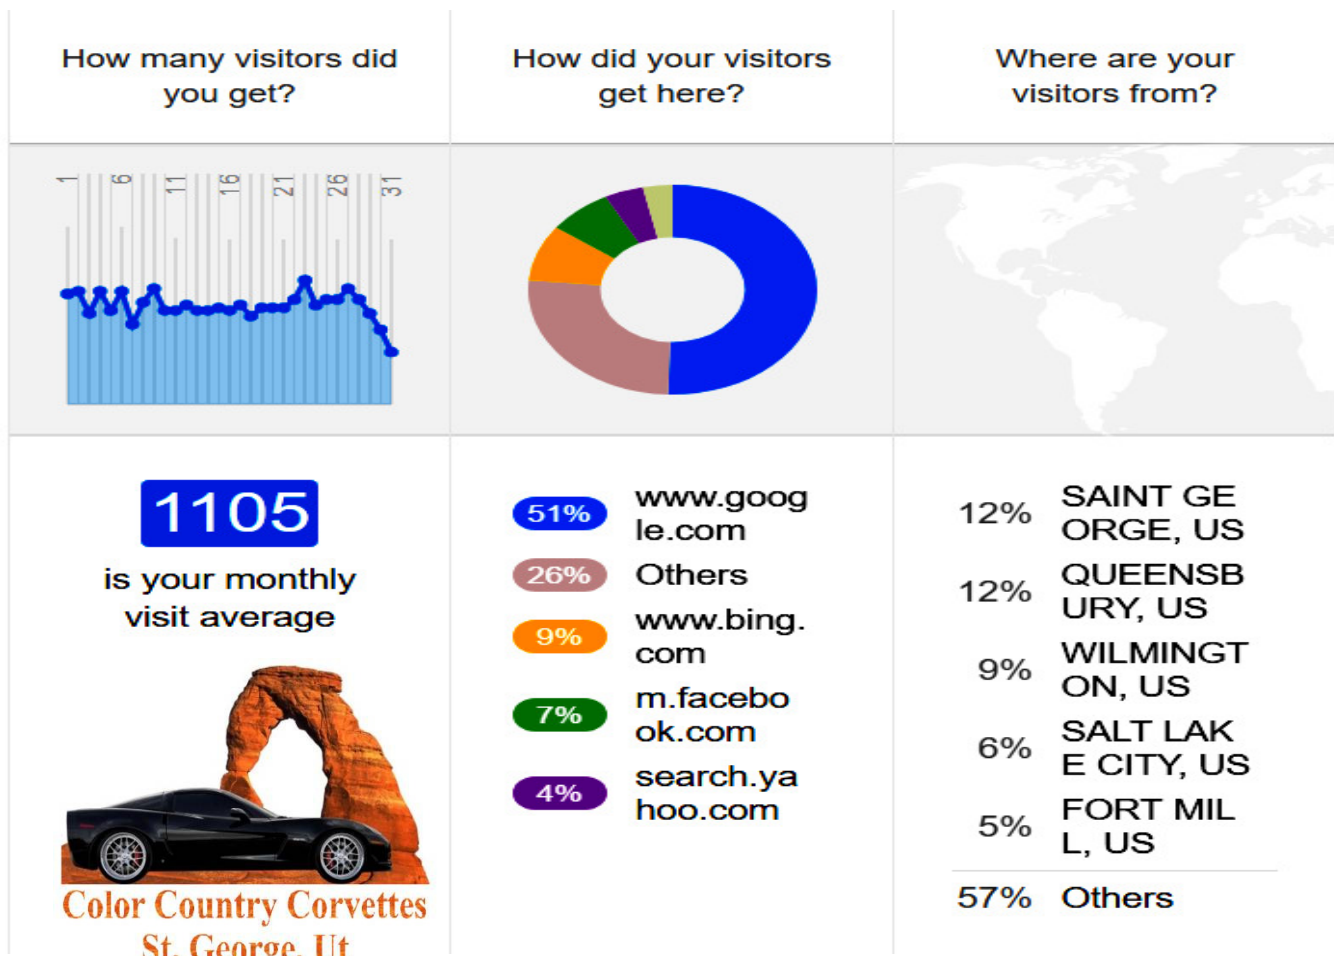 How many visitors did
you get?
How did your visitors
get here?
Where are your
visitors from?
1
6
11
16
21
26
31
1105
is your monthly
visit average
Color Country Corvettes
St. George, Ut
51%
www.goog
le.com
26%
Others
9%
www.bing.
com
7%
m.facebo
ok.com
4%
search.ya
hoo.com
12%
SAINT GE
ORGE, US
12%
QUEENSB
URY, US
9%
WILMINGT
ON, US
6%
SALT LAK
E CITY, US
5%
FORT MIL
L, US
57%
Others